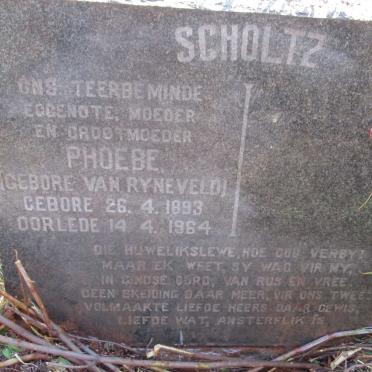 SCHOLTZ
ONS TEERBEMINDE
EGGENOTE, MOEDER
EN GROOTMOEDER
PHOEBE
(GEBORE VAN RYNEVELD)
GEBORE 26. 4. 1893
OORLEDE 14. 4. 1964
DIE HUWELIKSLEWE, HOE GOU VERBY?
MAAR EK WEET, SY WAG VIR MY,
IN GINDSE OORD, VAN RUS EN VREE,
GEEN SKEIDING DAAR MEER, VIR ONS TWEE
VOLMAAKTE LIEFDE HEERS DAAR GEWIS,
LIEFDE WAT, ONSTERFLIK IS